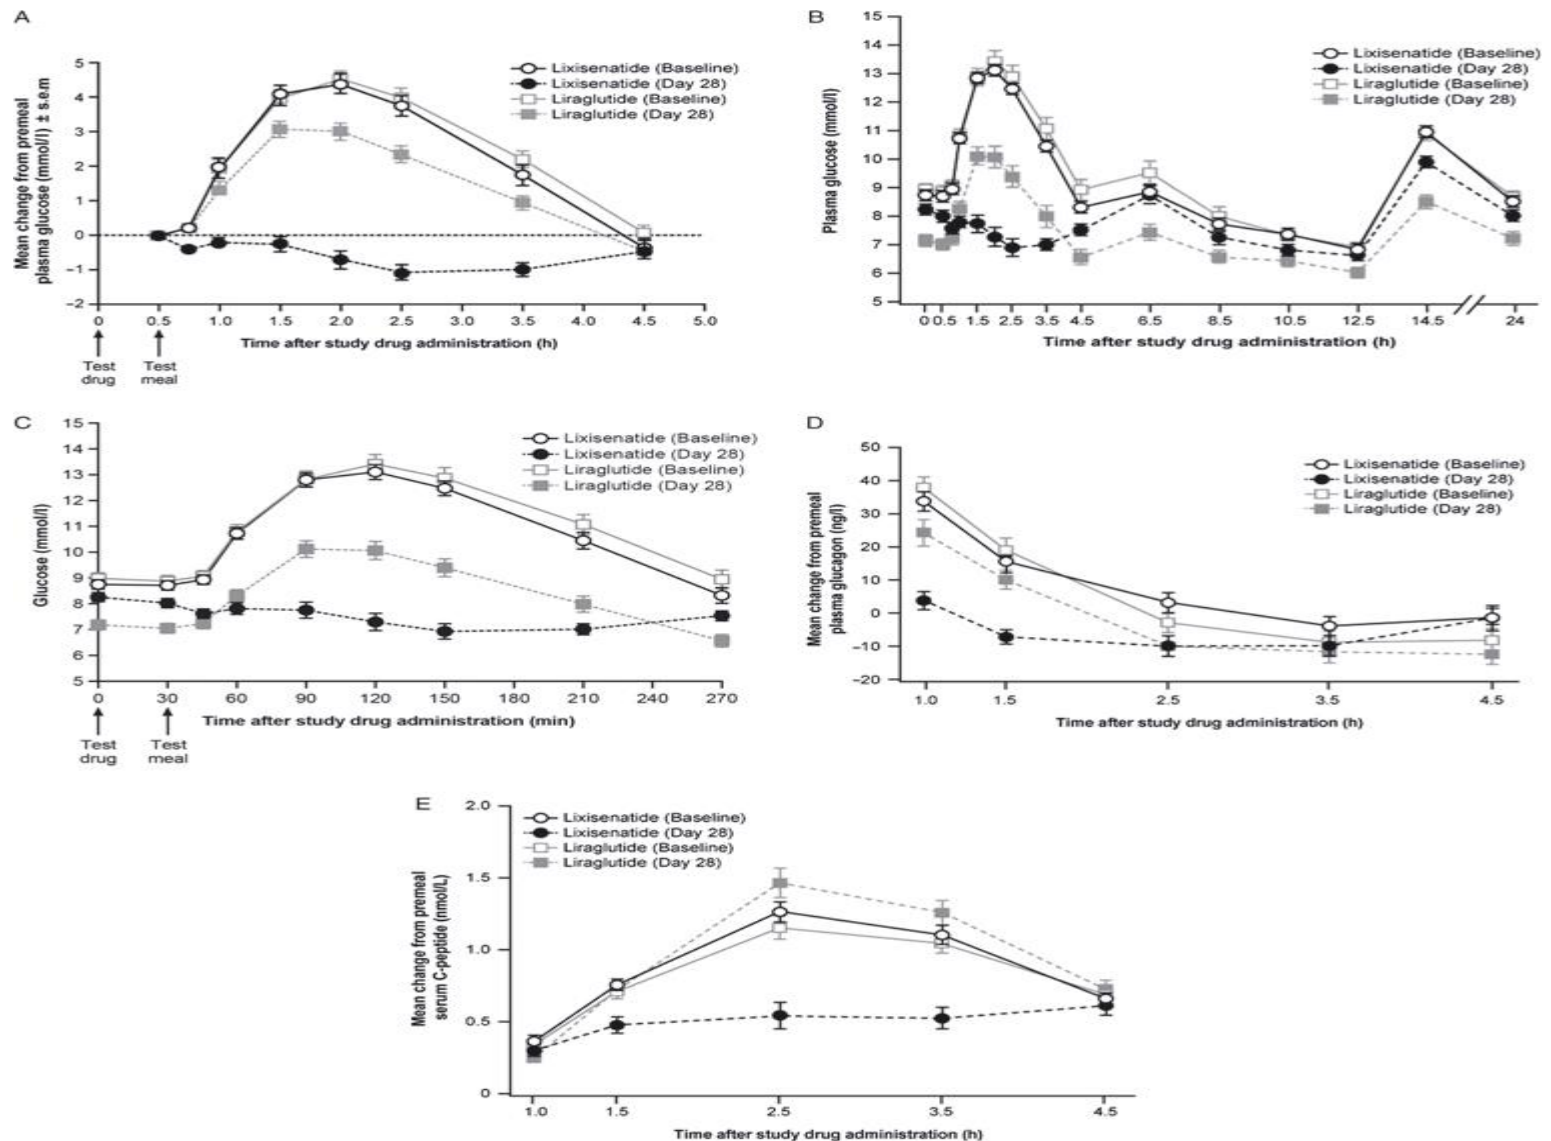 A
Mean change from premeal
plasma glucose (mmol/l) ± s.em
5
4
3
2
1
0
–1
–2
Lixisenatide (Baseline)
Lixisenatide (Day 28)
Liraglutide (Baseline)
Liraglutide (Day 28)
0 0.5 1.0 1.5 2.0 2.5 3.0 3.5 4.0 4.5 5.0
Time after study drug administration (h)
Test
drug
Test
meal
B
Plasma glucose (mmol/l)
15
14
13
12
11
10
9
8
7
6
5
Lixisenatide (Baseline)
Lixisenatide (Day 28)
Liraglutide (Baseline)
Liraglutide (Day 28)
0 0.5 1.5 2.5 3.5 4.5 6.5 8.5 10.5 12.5 14.5 24
Time after study drug administration (h)
C
Glucose (mmol/l)
15
14
13
12
11
10
9
8
7
6
5
Lixisenatide (Baseline)
Lixisenatide (Day 28)
Liraglutide (Baseline)
Liraglutide (Day 28)
0 30 60 90 120 150 180 210 240 270
Time after study drug administration (min)
Test
drug
Test
meal
D
Mean change from premeal
plasma glucagon (ng/l)
50
40
30
20
10
0
–10
–20
Lixisenatide (Baseline)
Lixisenatide (Day 28)
Liraglutide (Baseline)
Liraglutide (Day 28)
1.0 1.5 2.5 3.5 4.5
Time after study drug administration (h)
E
Mean change from premeal
serum C-peptide (nmol/L)
2.0
1.5
1.0
0.5
0
Lixisenatide (Baseline)
Lixisenatide (Day 28)
Liraglutide (Baseline)
Liraglutide (Day 28)
1.0 1.5 2.5 3.5 4.5
Time after study drug administration (h)